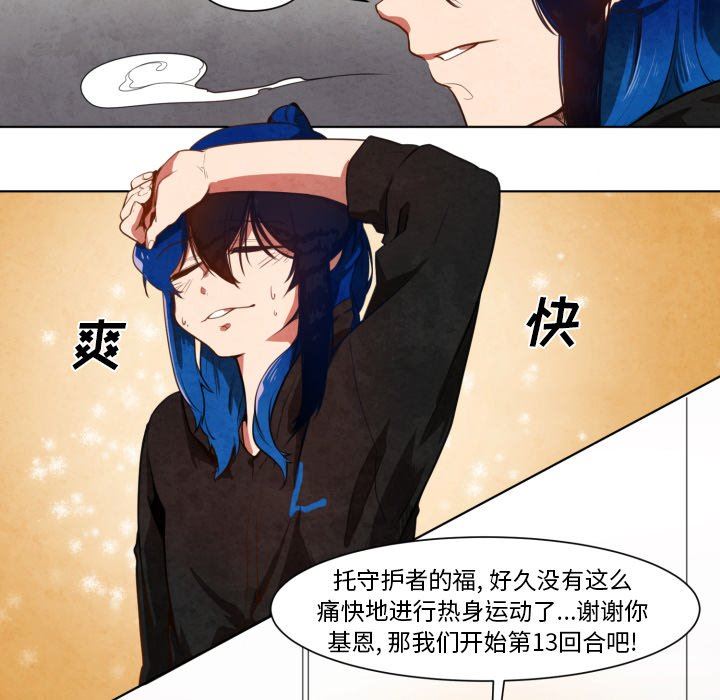 爽快
托守护者的福, 好久没有这么
痛快地进行热身运动了...谢谢你
基恩, 那我们开始第13回合吧!